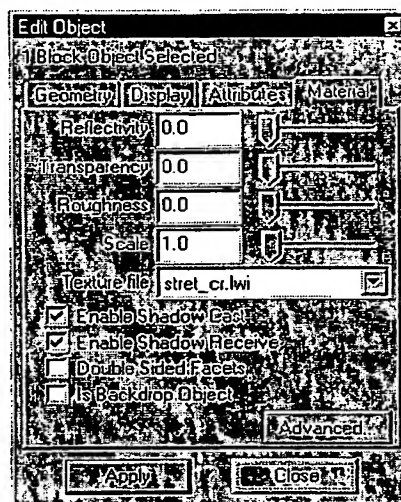 Edit Object
1 Block Object Selected
Geometry Display Attributes Material
Reflectivity 0.0
Transparency 0.0
Roughness 0.0
Scale 1.0
Texture file stret_cr.lwi
Enable Shadow Cast
Enable Shadow Receive
Double Sided Facets
Is Backdrop Object
Advanced...
Apply Close